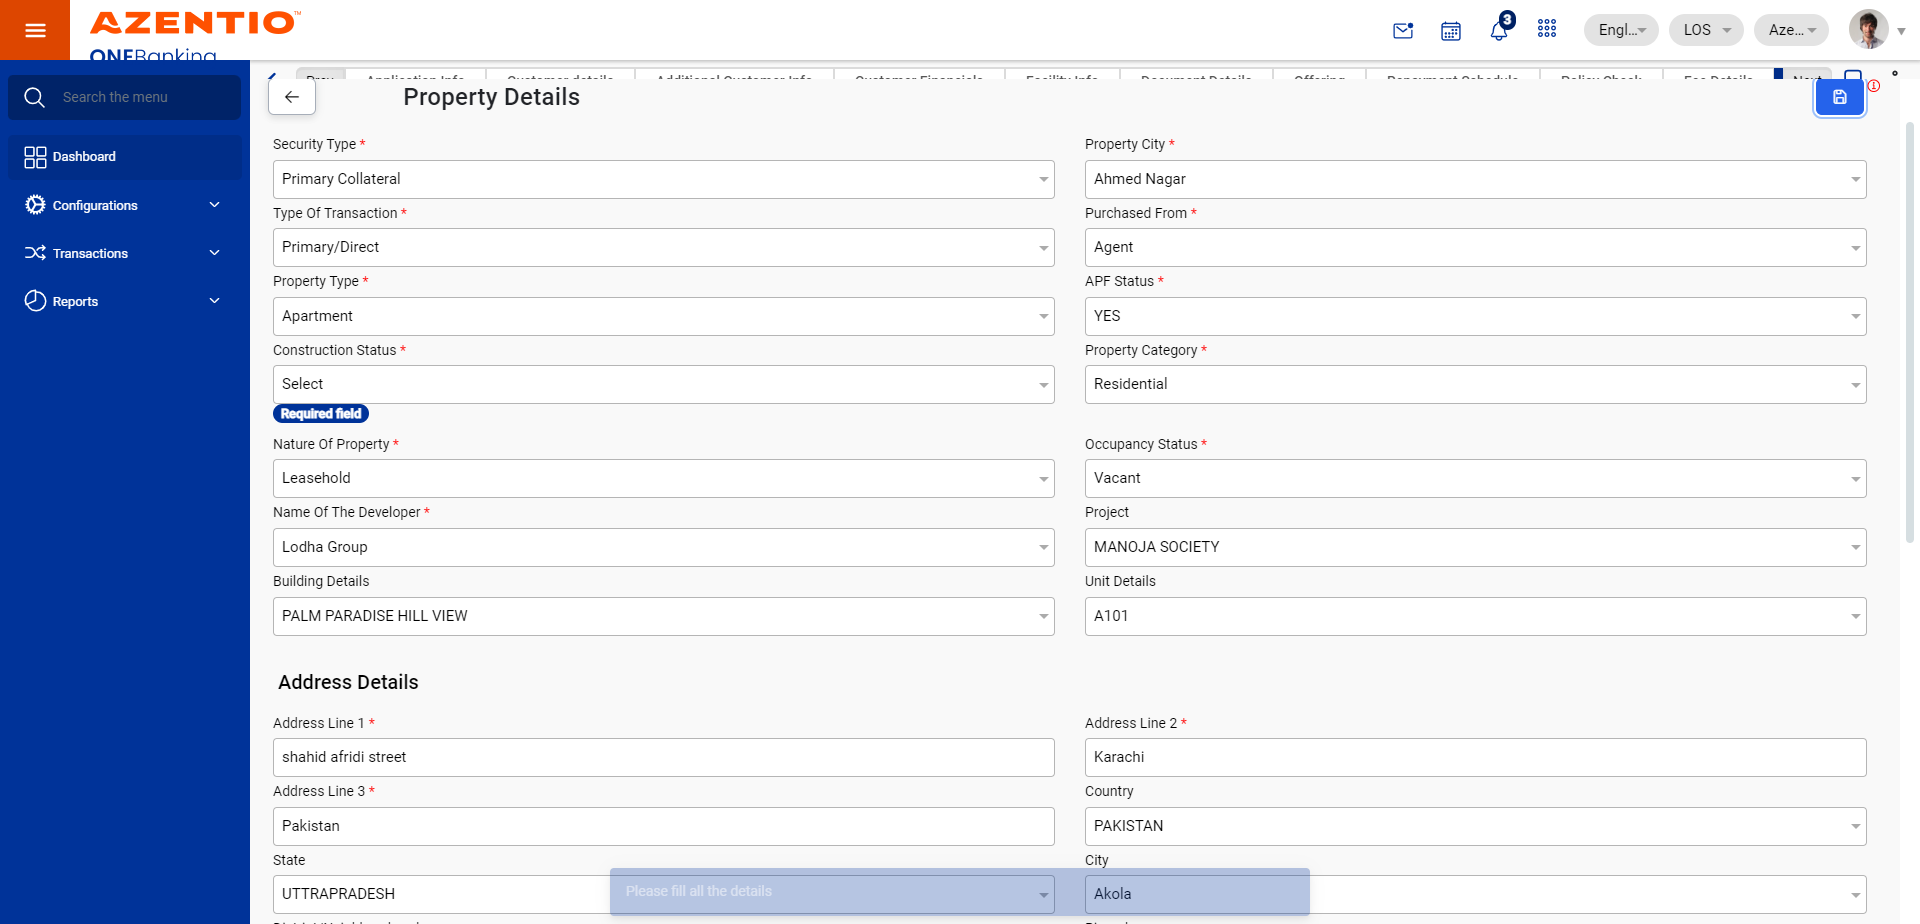 AZENTIO™
ONEBanking
3
Engl...
LOS
Aze...
Search the menu
Dashboard
Configurations
Transactions
Reports
Prev
Application Info
Customer details
Additional Customer Info
Customer Financials
Facility Info
Document Details
Offering
Repayment Schedule
Policy Check
Fee Details
Next
Property Details
Security Type *
Property City *
Primary Collateral
Ahmed Nagar
Type Of Transaction *
Purchased From *
Primary/Direct
Agent
Property Type *
APF Status *
Apartment
YES
Construction Status *
Property Category *
Select
Residential
Required field
Nature Of Property *
Occupancy Status *
Leasehold
Vacant
Name Of The Developer *
Project
Lodha Group
MANOJA SOCIETY
Building Details
Unit Details
PALM PARADISE HILL VIEW
A101
Address Details
Address Line 1 *
Address Line 2 *
shahid afridi street
Karachi
Address Line 3 *
Country
Pakistan
PAKISTAN
State
City
UTTRAPRADESH
Akola
Please fill all the details